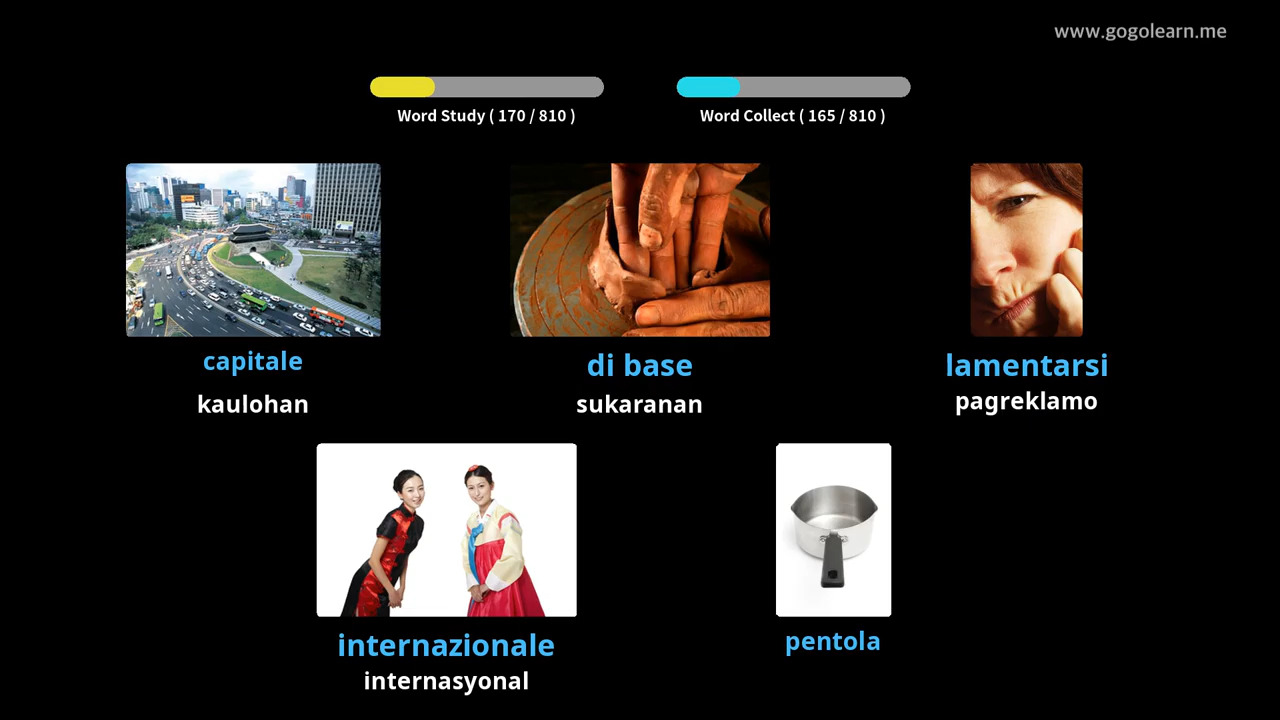 www.gogolearn.me
Word Study ( 170 / 810 )
Word Collect ( 165 / 810 )
capitale
di base
lamentarsi
kaulohan
sukaranan
pagreklamo
internazionale
pentola
internasyonal